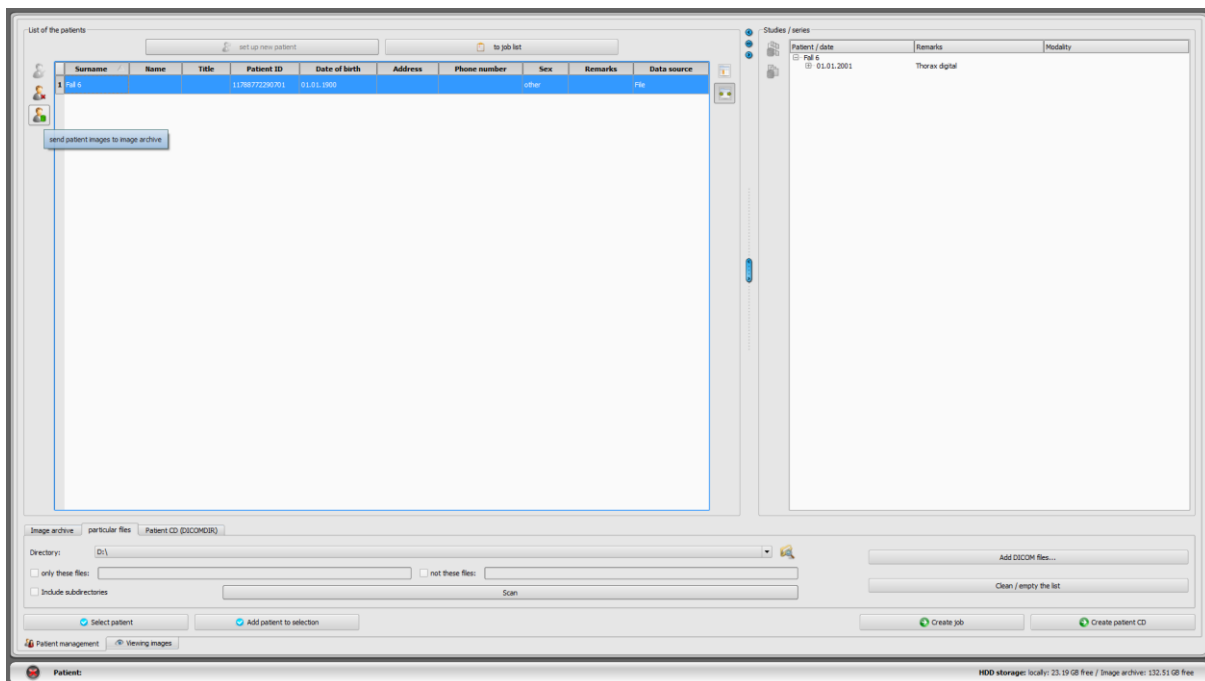 List of the patients
set up new patient
to job list
Surname Name Title Patient ID Date of birth Address Phone number Sex Remarks Data source
1 Fall 6 11788772290701 01.01.1900 other File
send patient images to image archive
Studies / series
Patient / date Remarks Modality
Fall 6
01.01.2001 Thorax digital
Image archive particular files Patient CD (DICOMDIR)
Directory: D:\
only these files: not these files:
Include subdirectories Scan
Add DICOM files...
Clean / empty the list
Select patient Add patient to selection Create job Create patient CD
Patient management Viewing images
Patient: HDD storage: locally: 23.19 GB free / Image archive: 132.51 GB free